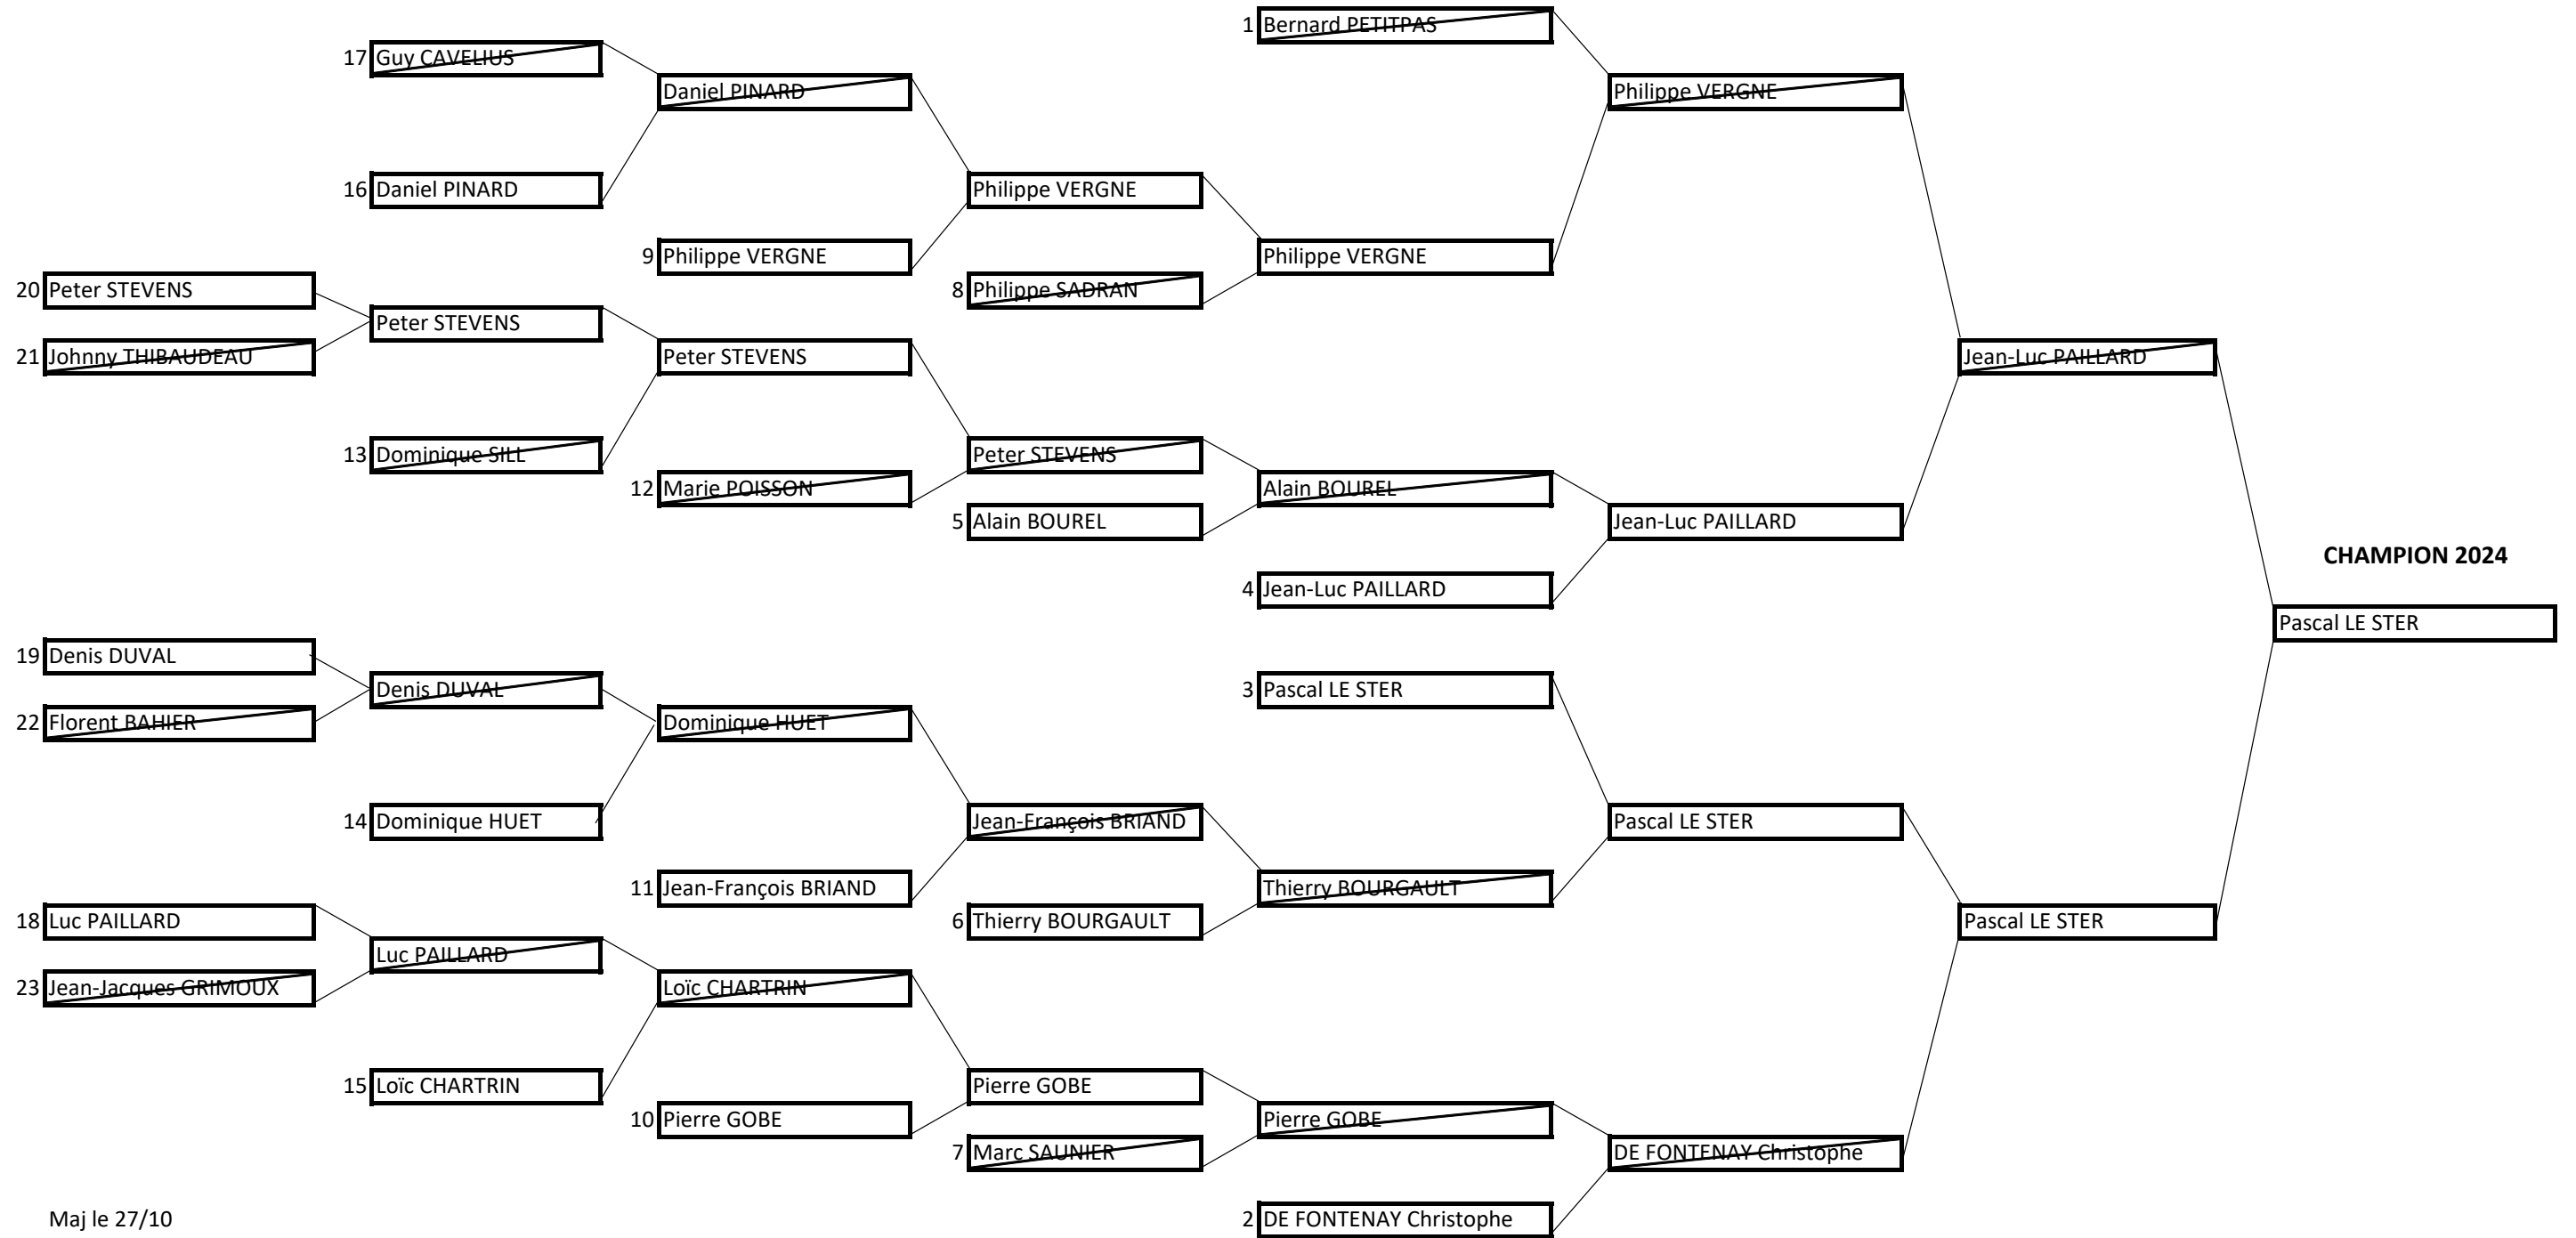 1 Bernard PETITPAS
17 Guy CAVELIUS
Daniel PINARD
Philippe VERGNE
16 Daniel PINARD
Philippe VERGNE
9 Philippe VERGNE
Philippe VERGNE
20 Peter STEVENS
8 Philippe SADRAN
Peter STEVENS
21 Johnny THIBAUDEAU
Peter STEVENS
Jean-Luc PAILLARD
13 Dominique SILL
Peter STEVENS
12 Marie POISSON
Alain BOUREL
5 Alain BOUREL
Jean-Luc PAILLARD
CHAMPION 2024
4 Jean-Luc PAILLARD
Pascal LE STER
19 Denis DUVAL
Denis DUVAL
3 Pascal LE STER
22 Florent BAHIER
Dominique HUET
14 Dominique HUET
Jean-François BRIAND
Pascal LE STER
11 Jean-François BRIAND
Thierry BOURGAULT
18 Luc PAILLARD
6 Thierry BOURGAULT
Pascal LE STER
Luc PAILLARD
23 Jean-Jacques GRIMOUX
Loïc CHARTRIN
15 Loïc CHARTRIN
Pierre GOBE
10 Pierre GOBE
Pierre GOBE
7 Marc SAUNIER
DE FONTENAY Christophe
Maj le 27/10
2 DE FONTENAY Christophe